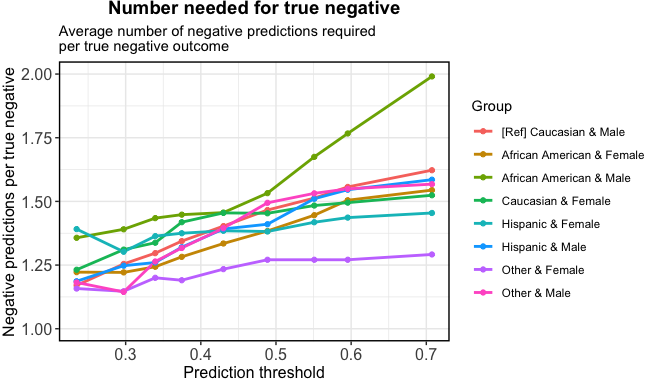 Number needed for true negative
Average number of negative predictions required
per true negative outcome
Negative predictions per true negative
2.00
1.75
1.50
1.25
1.00
0.3
0.4
0.5
0.6
0.7
Prediction threshold
Group
[Ref] Caucasian & Male
African American & Female
African American & Male
Caucasian & Female
Hispanic & Female
Hispanic & Male
Other & Female
Other & Male